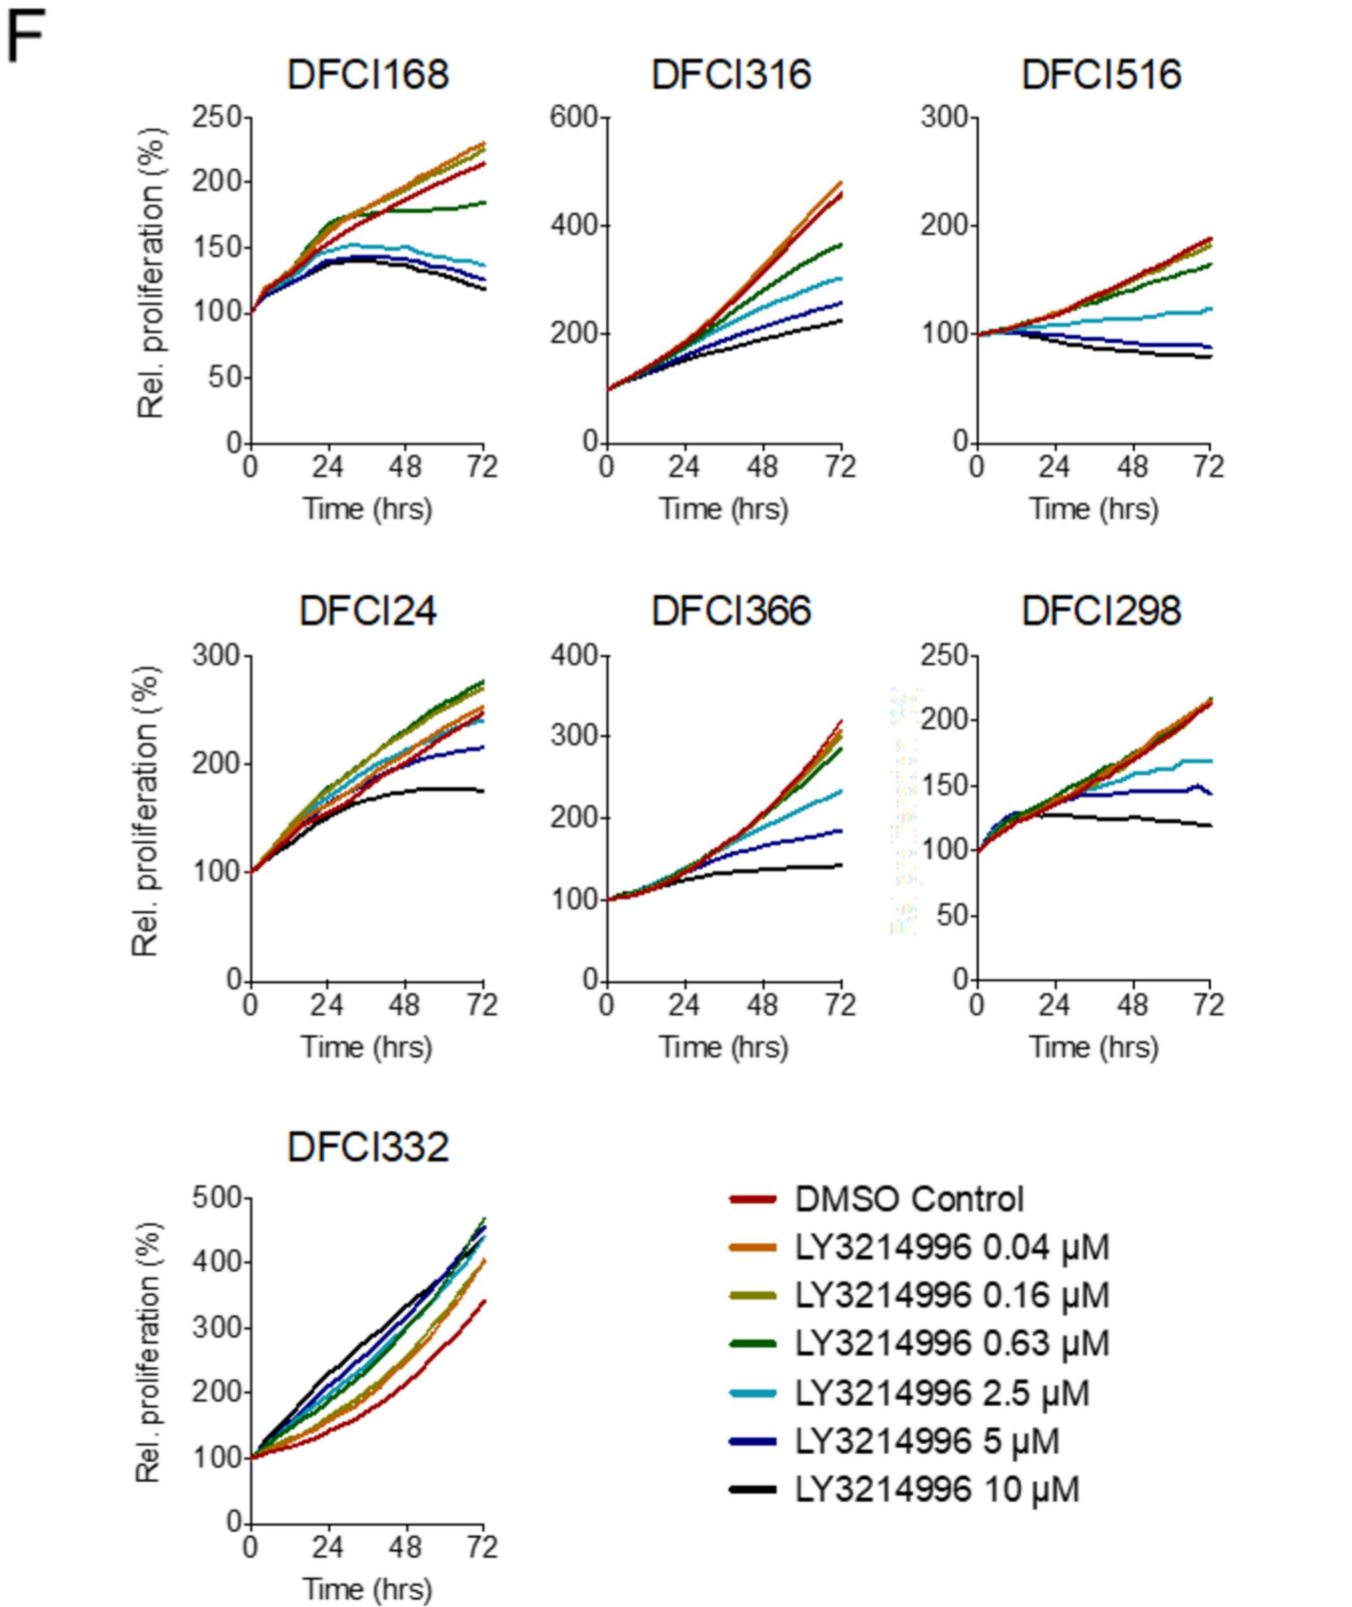 F
DFCI168
DFCI316
DFCI516
Rel. proliferation (%)
250
200
150
100
50
0
0 24 48 72
Time (hrs)
600
400
200
0
0 24 48 72
Time (hrs)
300
200
100
0
0 24 48 72
Time (hrs)
DFCI24
DFCI366
DFCI298
Rel. proliferation (%)
300
200
100
0
0 24 48 72
Time (hrs)
400
300
200
100
0
0 24 48 72
Time (hrs)
250
200
150
100
50
0
0 24 48 72
Time (hrs)
DFCI332
Rel. proliferation (%)
500
400
300
200
100
0
0 24 48 72
Time (hrs)
DMSO Control
LY3214996 0.04 µM
LY3214996 0.16 µM
LY3214996 0.63 µM
LY3214996 2.5 µM
LY3214996 5 µM
LY3214996 10 µM